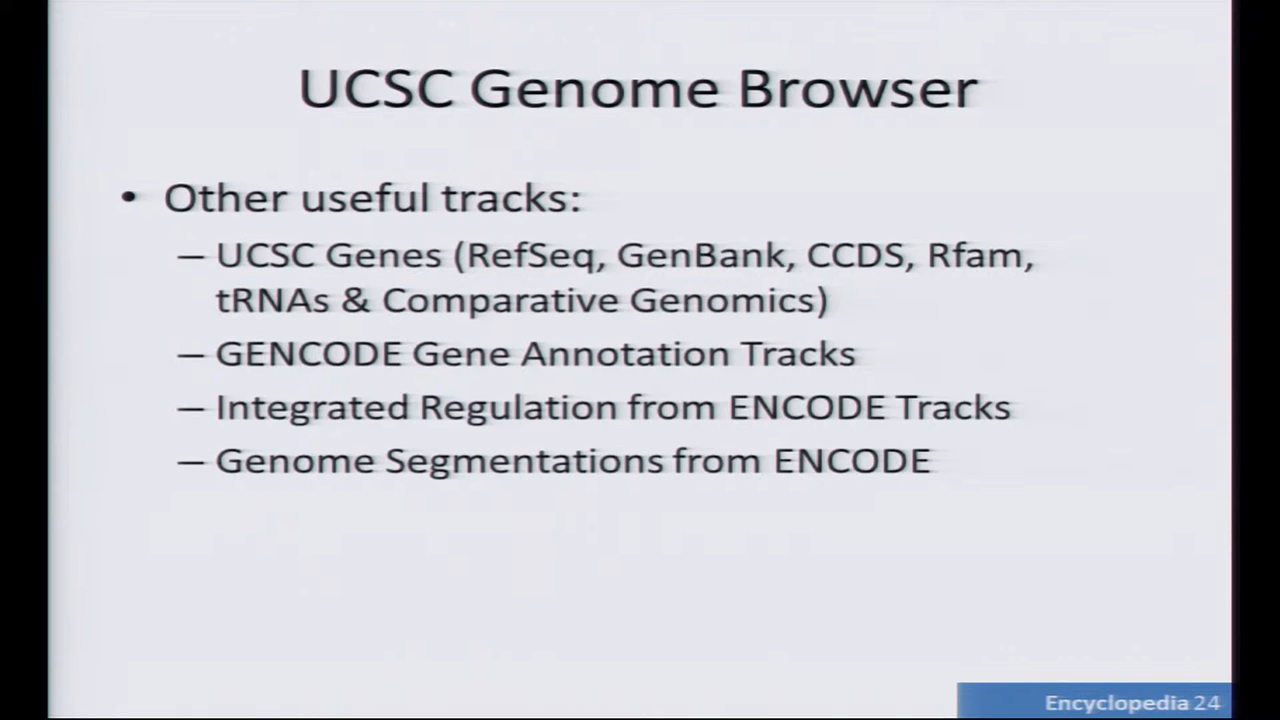 UCSC Genome Browser
• Other useful tracks:
– UCSC Genes (RefSeq, GenBank, CCDS, Rfam,
tRNAs & Comparative Genomics)
– GENCODE Gene Annotation Tracks
– Integrated Regulation from ENCODE Tracks
– Genome Segmentations from ENCODE
Encyclopedia 24